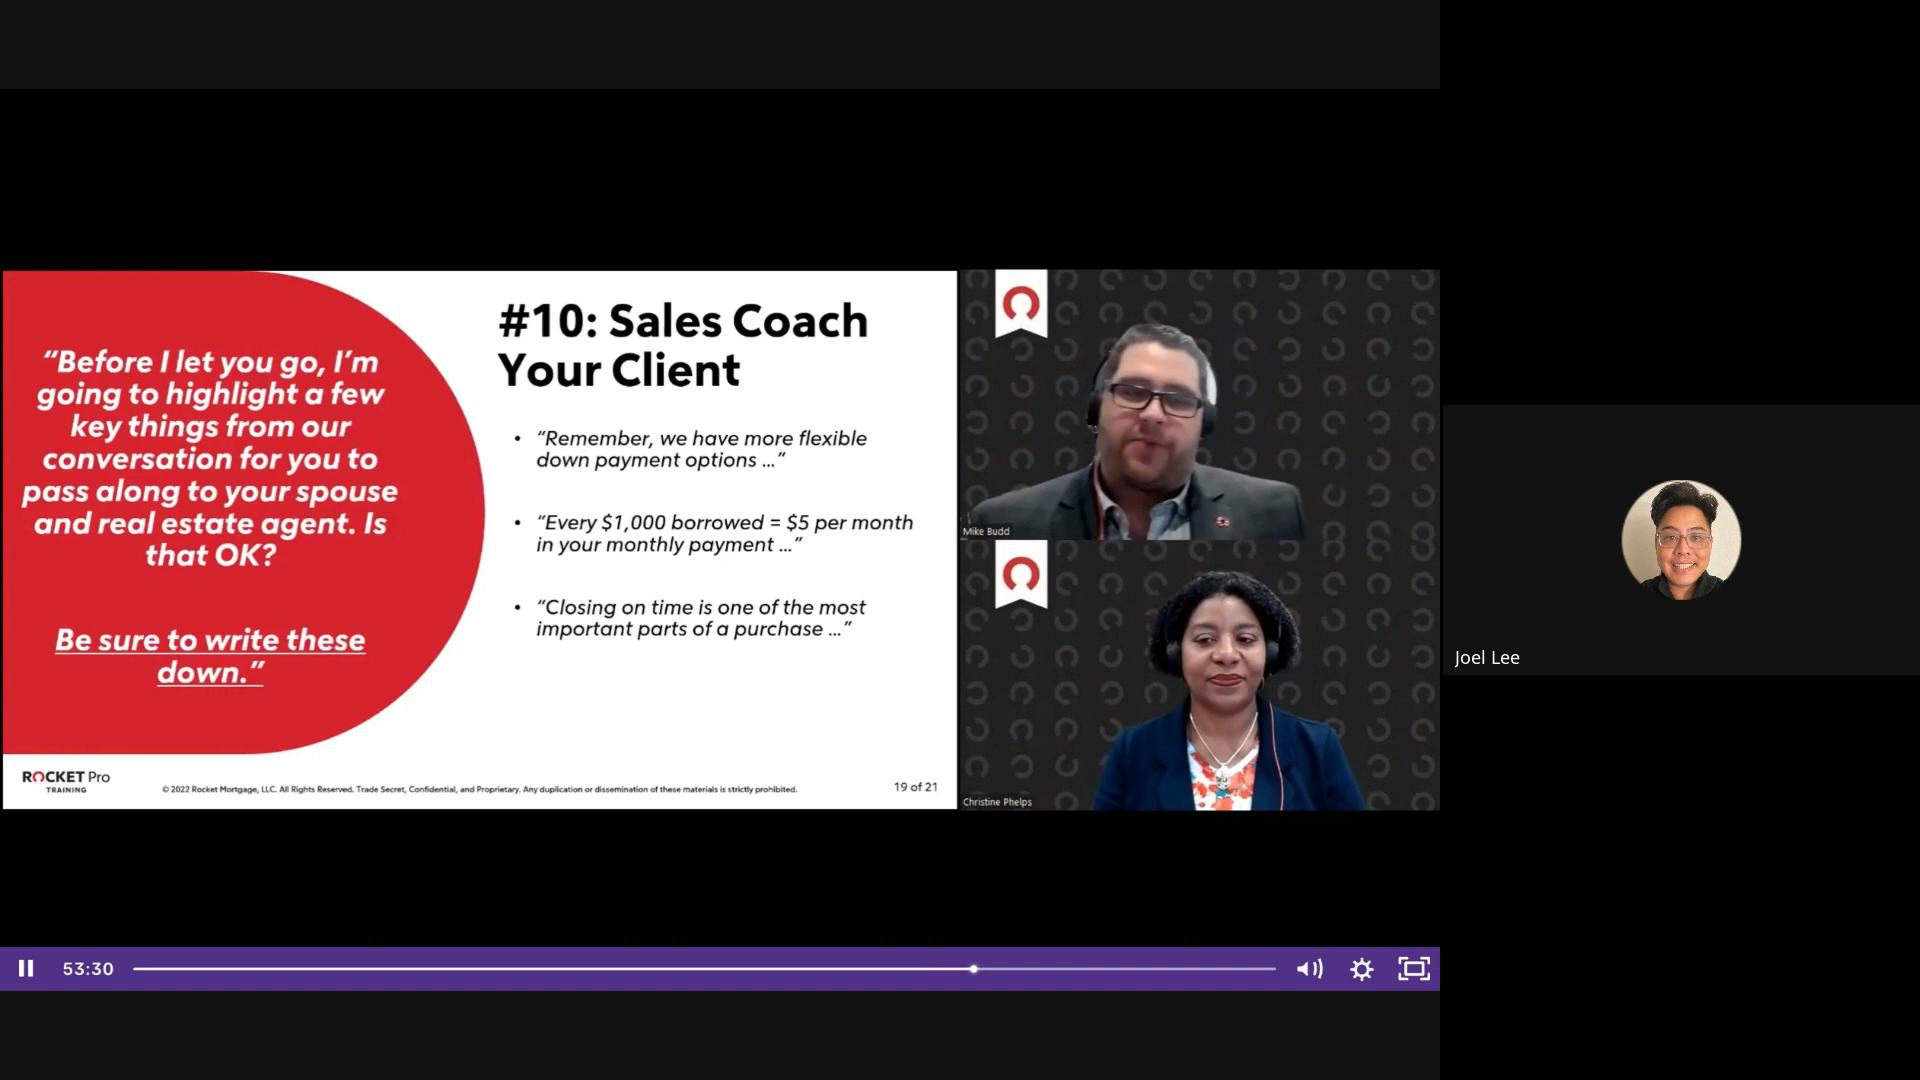 “Before I let you go, I’m
going to highlight a few
key things from our
conversation for you to
pass along to your spouse
and real estate agent. Is
that OK?
Be sure to write these
down.”
#10: Sales Coach
Your Client
• “Remember, we have more flexible
down payment options ...”
• “Every $1,000 borrowed = $5 per month
in your monthly payment ...”
• “Closing on time is one of the most
important parts of a purchase ...”
ROCKET Pro
TRAINING
© 2022 Rocket Mortgage, LLC. All Rights Reserved. Trade Secret, Confidential, and Proprietary. Any duplication or dissemination of these materials is strictly prohibited.
19 of 21
Mike Budd
Christine Phelps
Joel Lee
53:30